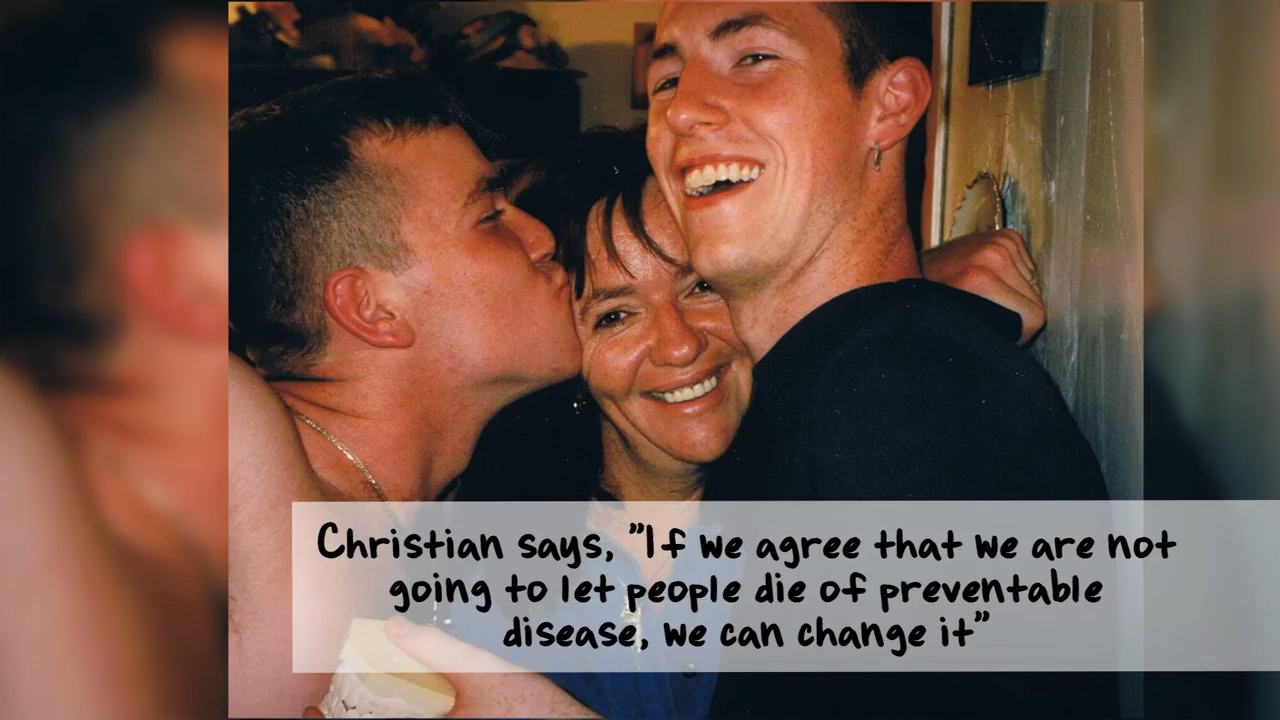 Christian says, "If we agree that we are not
going to let people die of preventable
disease, we can change it"